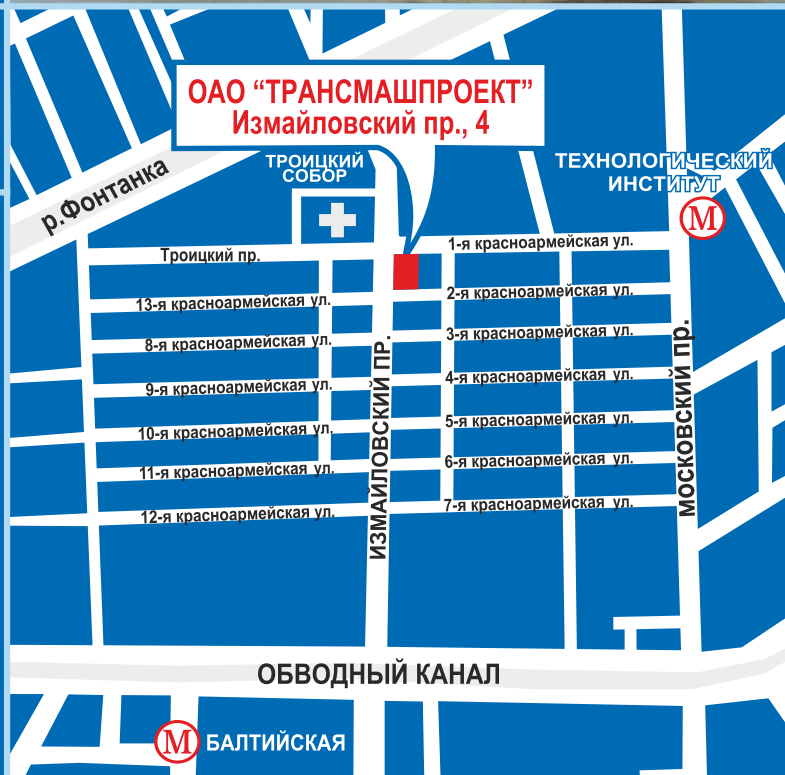 ОАО “ТРАНСМАШПРОЕКТ”
Измайловский пр., 4
ТРОИЦКИЙ
СОБОР
ТЕХНОЛОГИЧЕСКИЙ
ИНСТИТУТ
М
р.Фонтанка
Троицкий пр.
1-я красноармейская ул.
13-я красноармейская ул.
2-я красноармейская ул.
8-я красноармейская ул.
3-я красноармейская ул.
9-я красноармейская ул.
4-я красноармейская ул.
10-я красноармейская ул.
5-я красноармейская ул.
11-я красноармейская ул.
6-я красноармейская ул.
12-я красноармейская ул.
7-я красноармейская ул.
ИЗМАЙЛОВСКИЙ ПР.
московский пр.
ОБВОДНЫЙ КАНАЛ
М БАЛТИЙСКАЯ